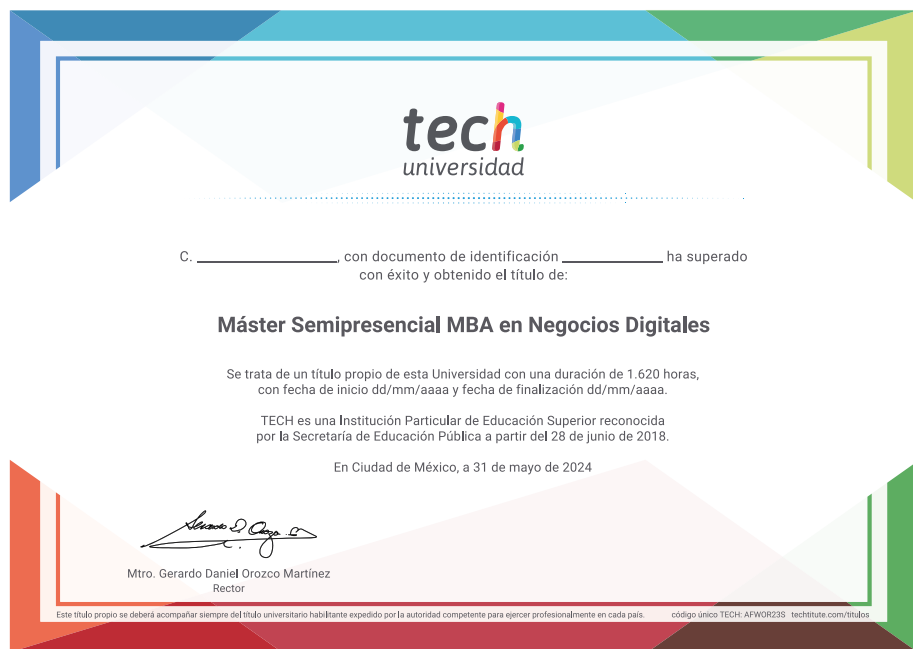 tech
universidad
C. ____________________, con documento de identificación ______________ ha superado
con éxito y obtenido el título de:
Máster Semipresencial MBA en Negocios Digitales
Se trata de un título propio de esta Universidad con una duración de 1.620 horas,
con fecha de inicio dd/mm/aaaa y fecha de finalización dd/mm/aaaa.
TECH es una Institución Particular de Educación Superior reconocida
por la Secretaría de Educación Pública a partir del 28 de junio de 2018.
En Ciudad de México, a 31 de mayo de 2024
Mtro. Gerardo Daniel Orozco Martínez
Rector
Este título propio se deberá acompañar siempre del título universitario habilitante expedido por la autoridad competente para ejercer profesionalmente en cada país. código único TECH: AFWOR23S techtitute.com/titulos